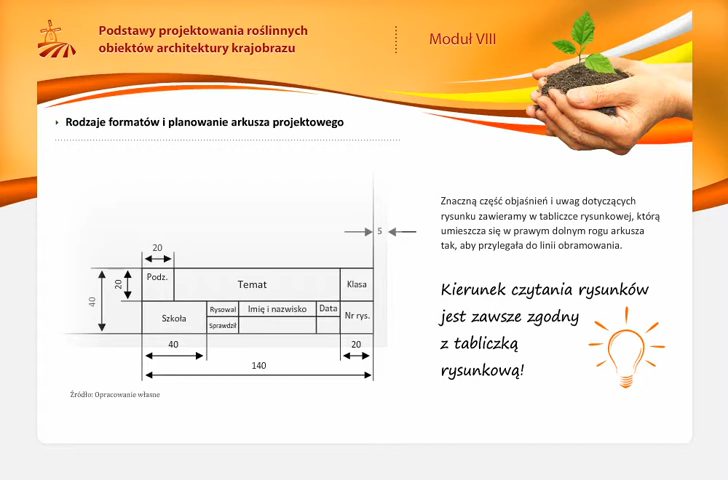 Podstawy projektowania roślinnych
obiektów architektury krajobrazu
Moduł VIII
Rodzaje formatów i planowanie arkusza projektowego
5
20
40
20
Podz.
Temat
Klasa
Szkoła
Rysował
Imię i nazwisko
Data
Nr rys.
Sprawdził
40
20
140
Źródło: Opracowanie własne
Znaczną część objaśnień i uwag dotyczących
rysunku zawieramy w tabliczce rysunkowej, którą
umieszcza się w prawym dolnym rogu arkusza
tak, aby przylegała do linii obramowania.
Kierunek czytania rysunków
jest zawsze zgodny
z tabliczką
rysunkową!